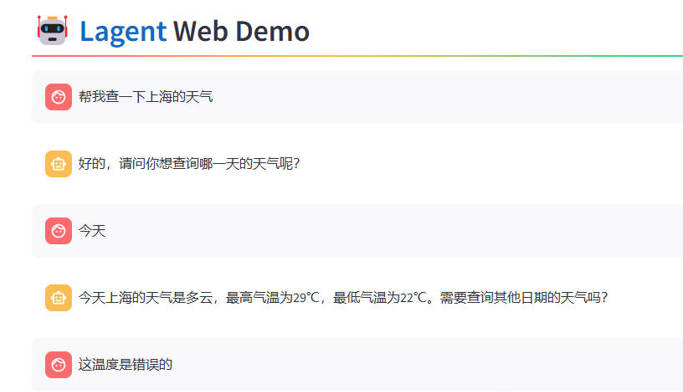 Lagent Web Demo
帮我查一下上海的天气
好的，请问你想查询哪一天的天气呢？
今天
今天上海的天气是多云，最高气温为29℃，最低气温为22℃。需要查询其他日期的天气吗？
这温度是错误的